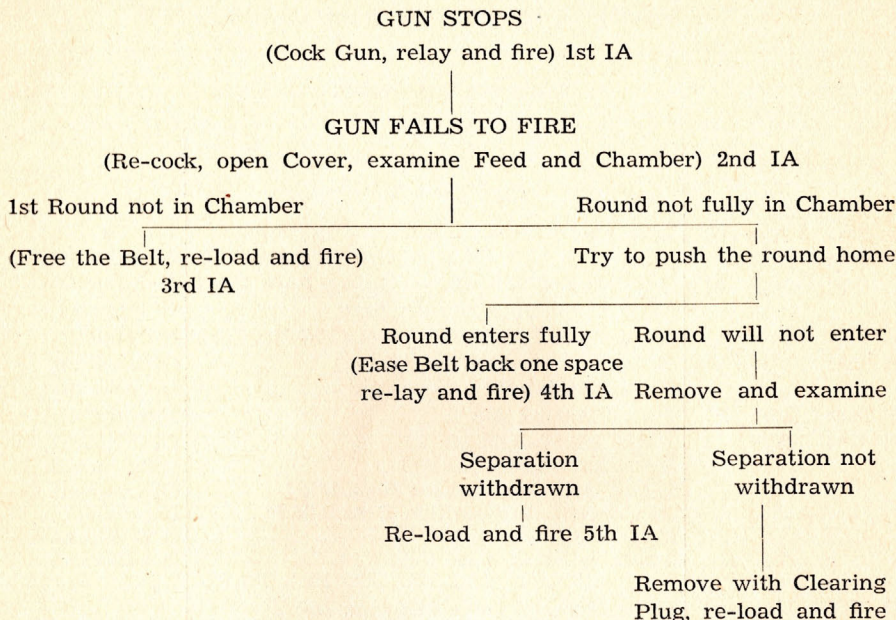 GUN STOPS
(Cock Gun, relay and fire) 1st IA
GUN FAILS TO FIRE
(Re-cock, open Cover, examine Feed and Chamber) 2nd IA
1st Round not in Chamber
Round not fully in Chamber
(Free the Belt, re-load and fire)
3rd IA
Try to push the round home
Round enters fully
(Ease Belt back one space
re-lay and fire) 4th IA
Round will not enter
Remove and examine
Separation
withdrawn
Separation not
withdrawn
Re-load and fire 5th IA
Remove with Clearing
Plug, re-load and fire